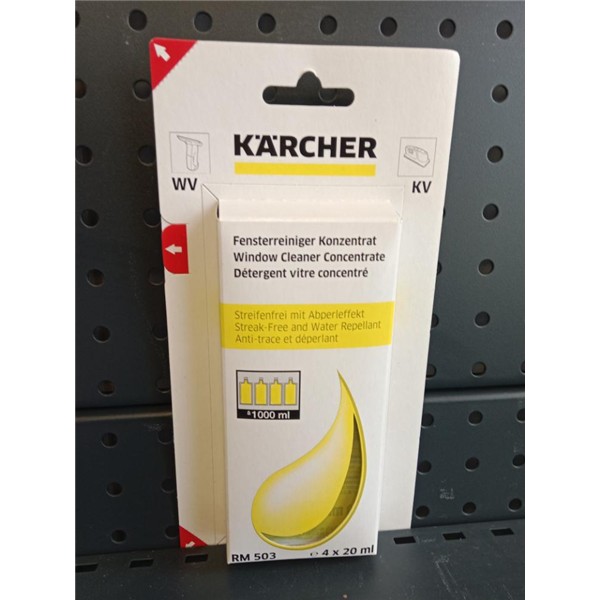 KÄRCHER
WV
KV
Fensterreiniger Konzentrat
Window Cleaner Concentrate
Détergent vitre concentré
Streifenfrei mit Abperleffekt
Streak-Free and Water Repellant
Anti-trace et déperlant
à 1000 ml
RM 503
℮ 4 x 20 ml